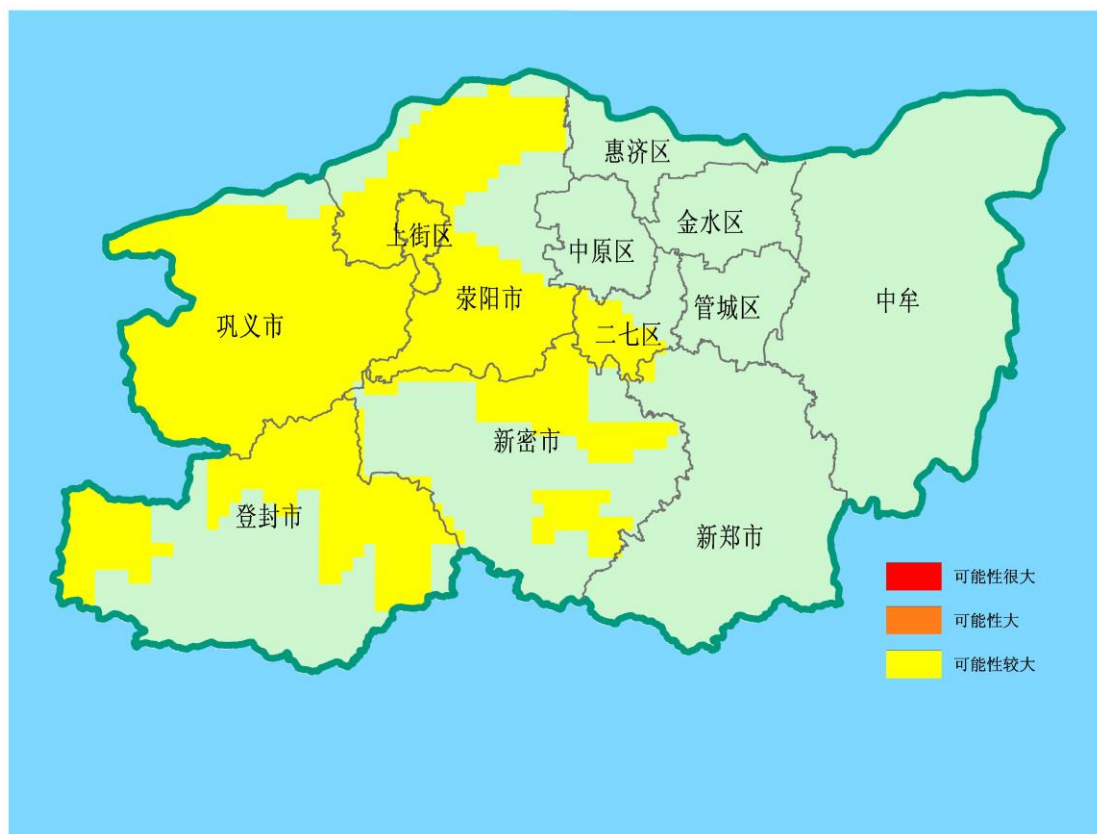 惠济区
金水区
上街区
中原区
荥阳市
管城区
中牟
巩义市
二七区
新密市
登封市
新郑市
可能性很大
可能性大
可能性较大